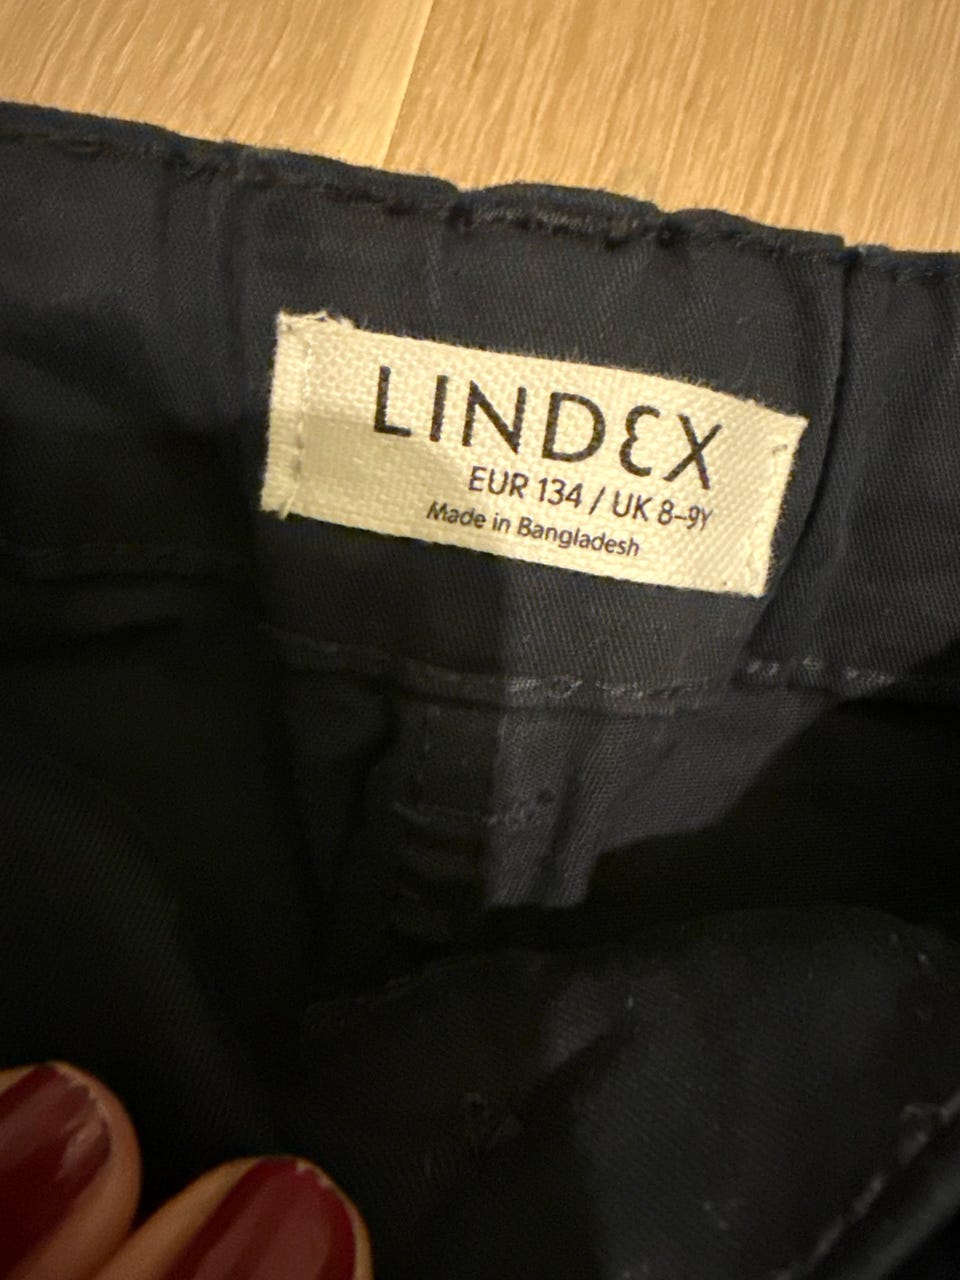 LINDEX
EUR 134 / UK 8-9Y
Made in Bangladesh